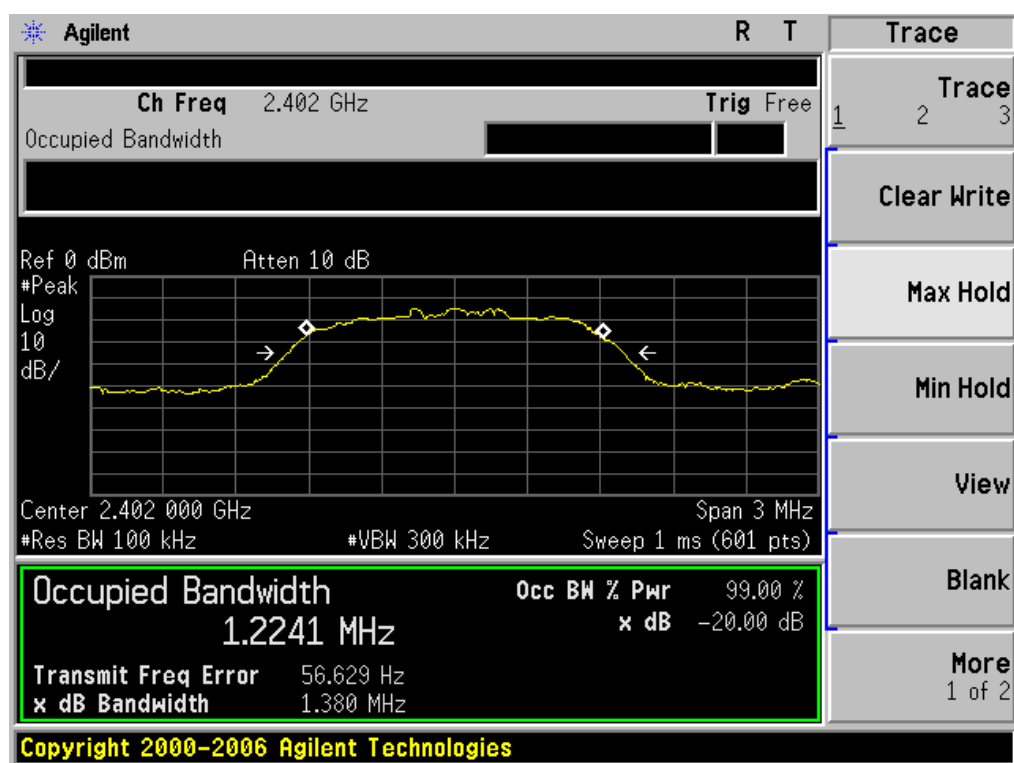 Agilent R T
Ch Freq 2.402 GHz Trig Free
Occupied Bandwidth
Ref 0 dBm Atten 10 dB
#Peak
Log
10
dB/
Center 2.402 000 GHz Span 3 MHz
#Res BW 100 kHz #VBW 300 kHz Sweep 1 ms (601 pts)
Occupied Bandwidth Occ BW % Pwr 99.00 %
1.2241 MHz x dB -20.00 dB
Transmit Freq Error 56.629 Hz
x dB Bandwidth 1.380 MHz
Copyright 2000-2006 Agilent Technologies
Trace
Trace
1 2 3
Clear Write
Max Hold
Min Hold
View
Blank
More
1 of 2